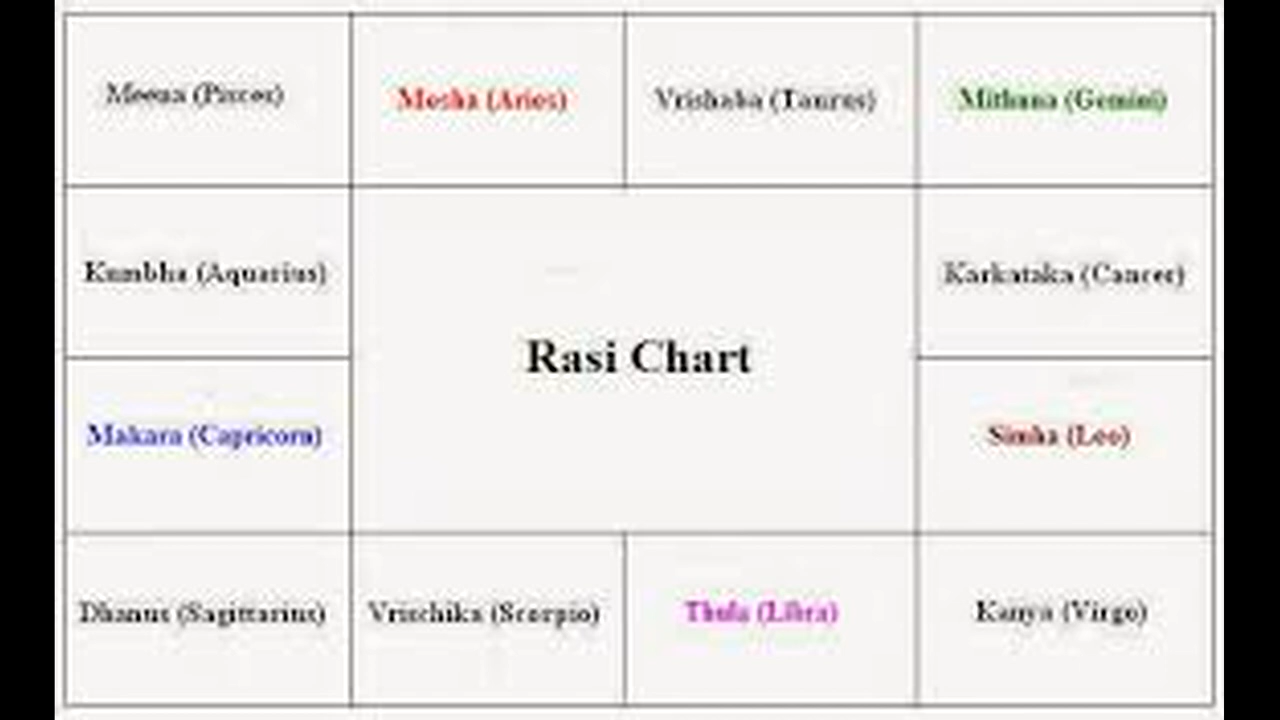 Meena (Pisces)
Mesha (Aries)
Vrishaba (Taurus)
Mithuna (Gemini)
Kumbha (Aquarius)
Karkataka (Cancer)
Rasi Chart
Makara (Capricorn)
Simha (Leo)
Dhanus (Sagittarius)
Vrischika (Scorpio)
Thula (Libra)
Kanya (Virgo)